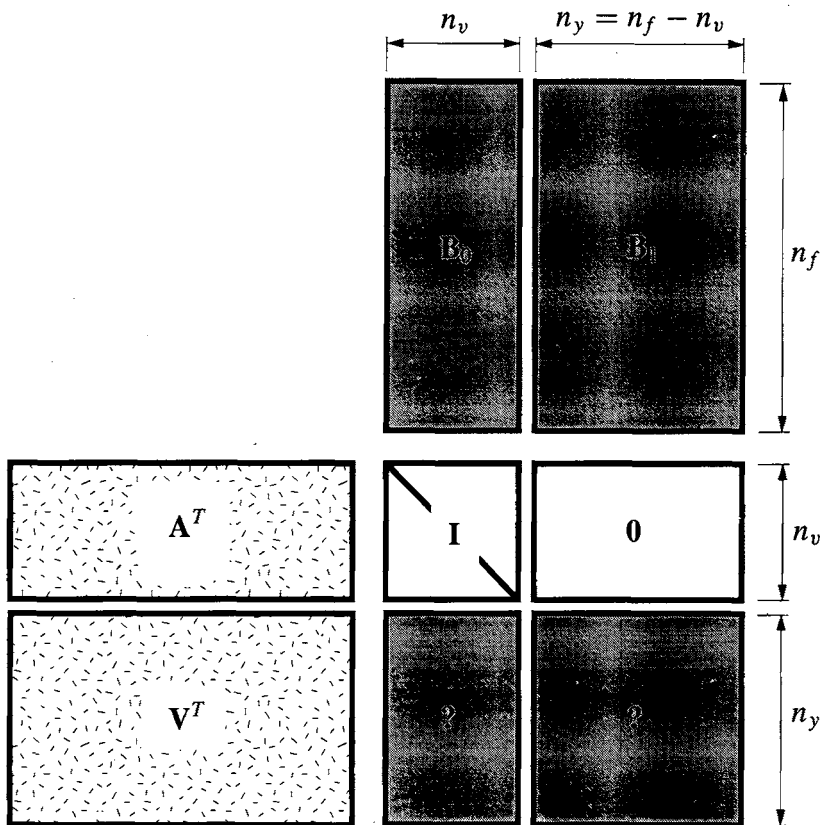 n_v
n_y = n_f − n_v
B_0
B_1
n_f
A^T
I
0
n_v
V^T
?
?
n_y